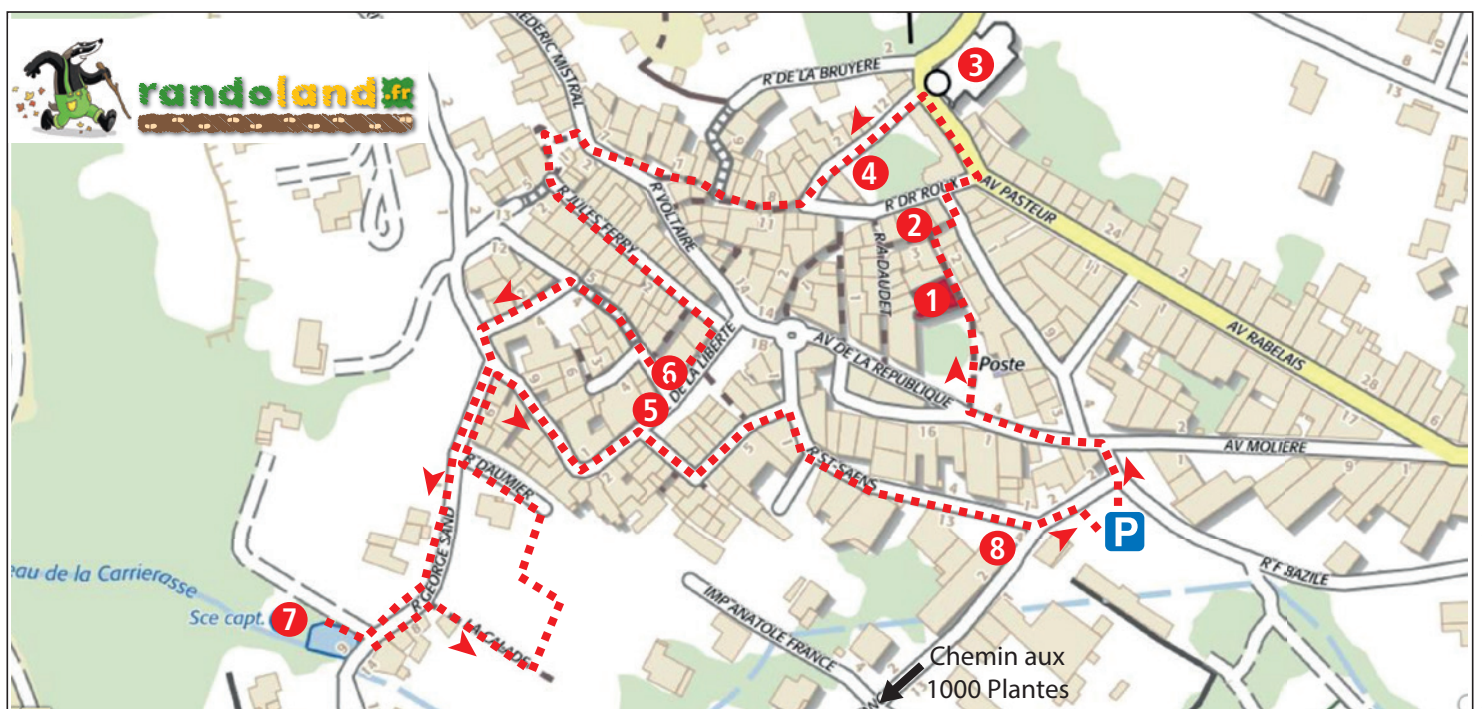 randoland.fr
FREDERIC MISTRAL
R DE LA BRUYERE
3
4
R DR ROUX
AV PASTEUR
2
R JULES FERRY
R VOLTAIRE
R A DAUDET
1
AV RABELAIS
Poste
AV DE LA REPUBLIQUE
DE LA LIBERTE
6
5
AV MOLIERE
R ST-SAENS
R DAUMIER
P
8
R GEORGE SAND
R F BAZILE
eau de la Carrierasse
Sce capt.
7
LA CALADE
IMP ANATOLE FRANCE
Chemin aux
1000 Plantes